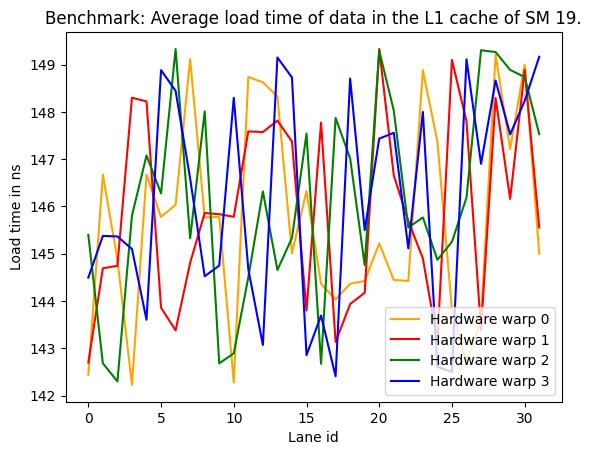 Benchmark: Average load time of data in the L1 cache of SM 19.
Load time in ns
149
148
147
146
145
144
143
142
0 5 10 15 20 25 30
Lane id
Hardware warp 0
Hardware warp 1
Hardware warp 2
Hardware warp 3